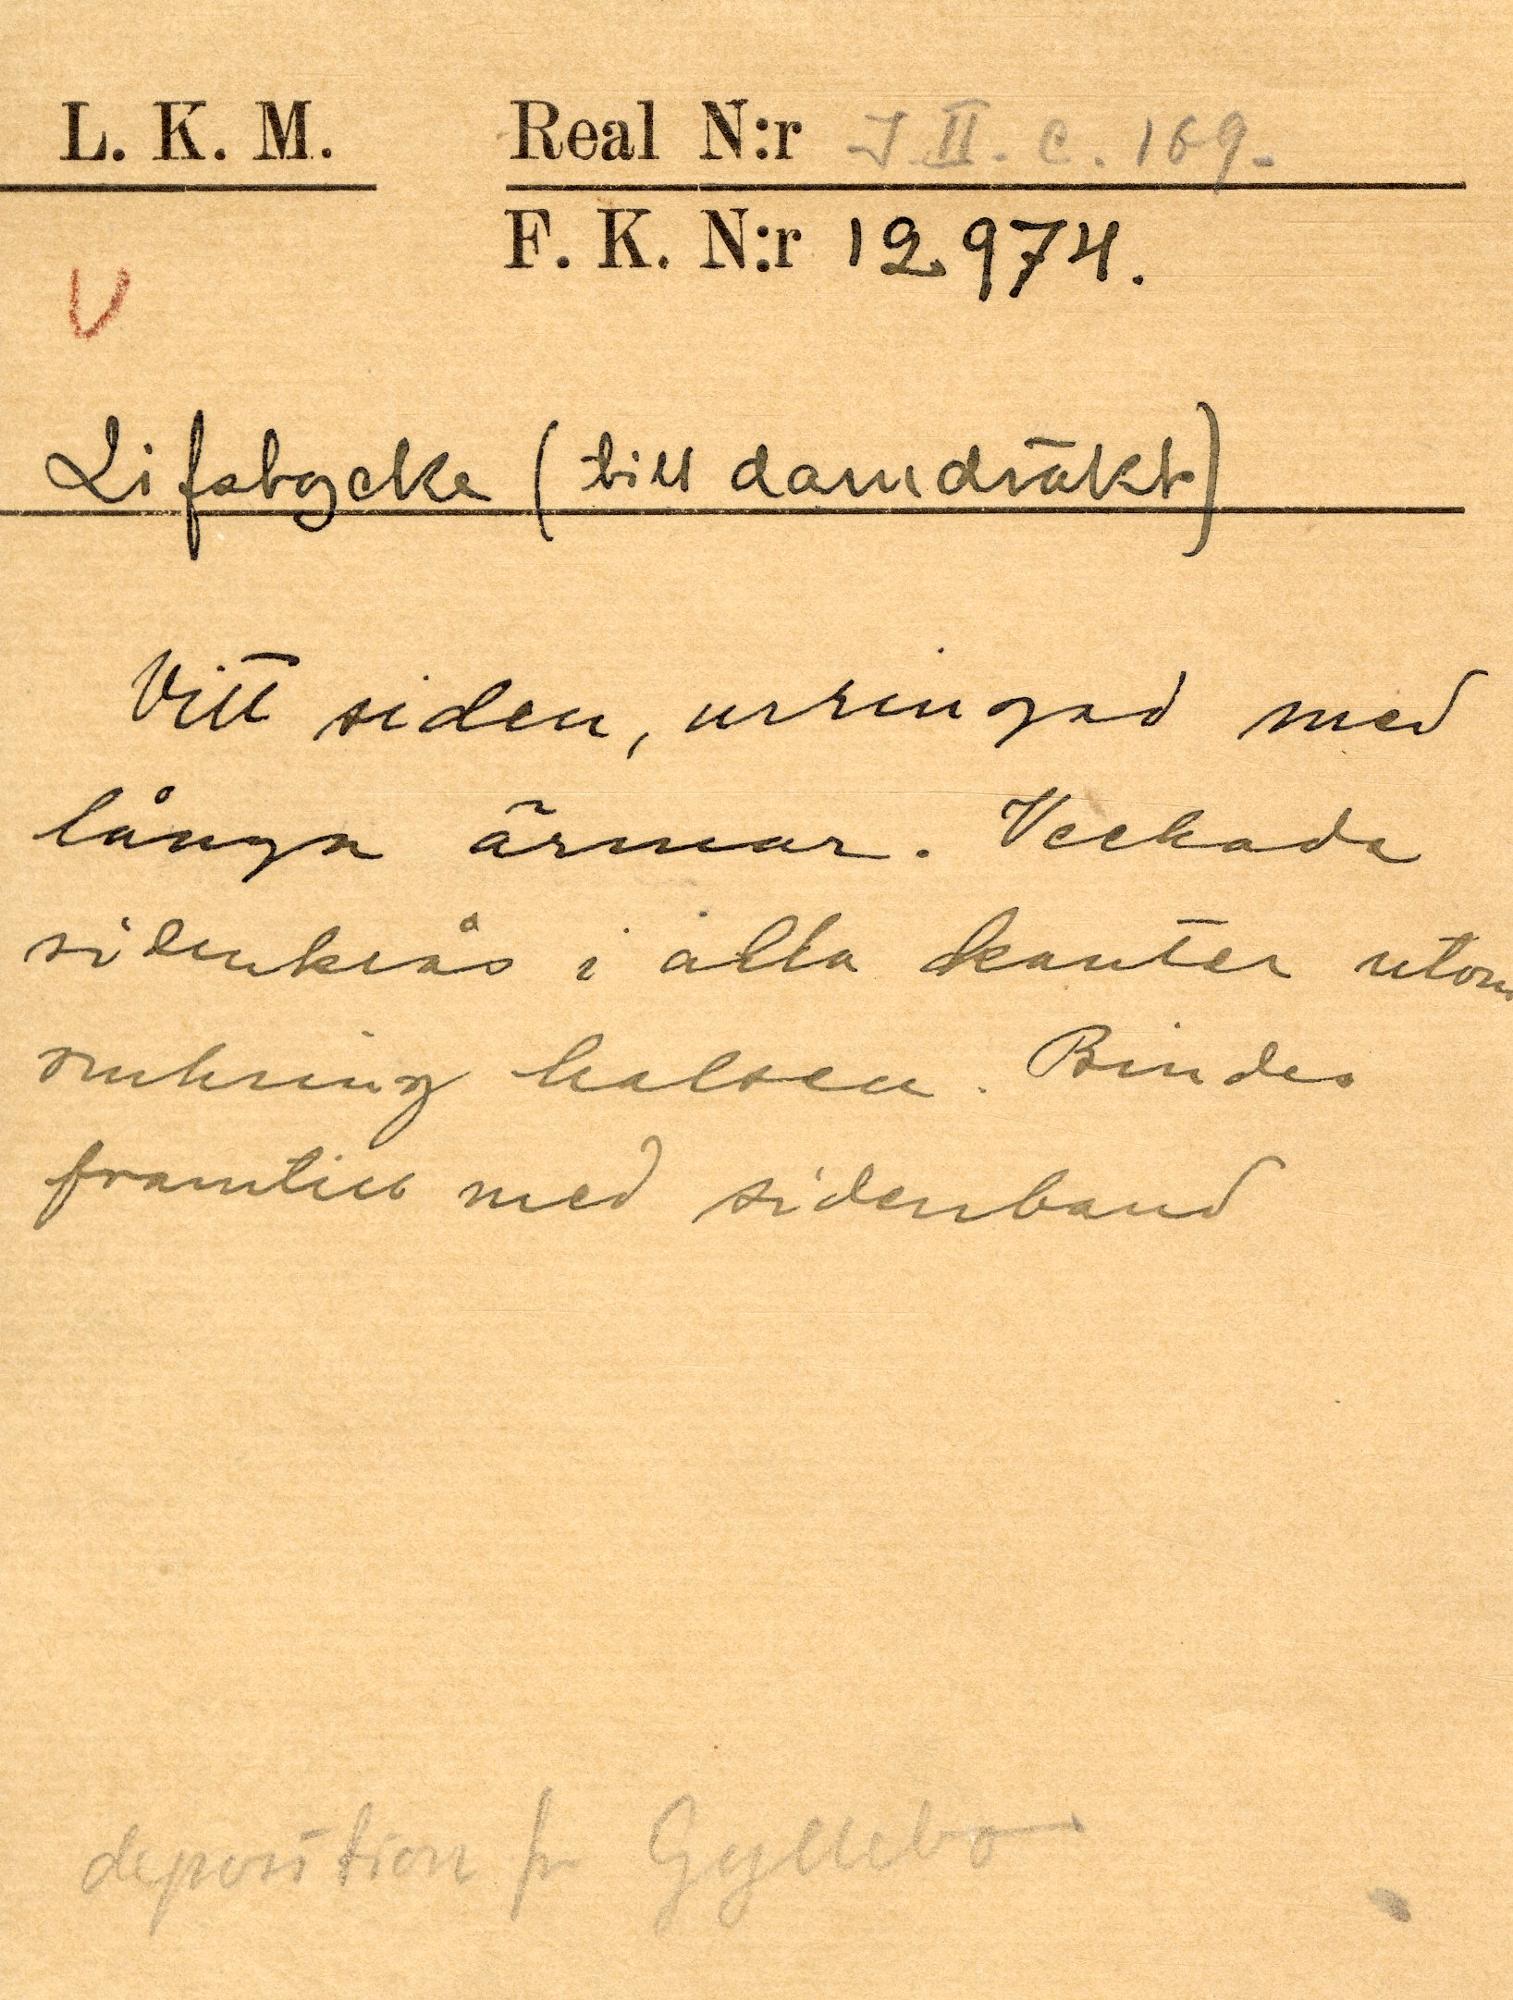 L. K. M. Real N:r I II. c. 169.
F. K. N:r 12974.
V
Lifstycke (till damdräkt)
Vitt siden, urringad med
långa ärmar. Veckada
sidenkrås i alla kanter utom
omkring halsen. Bindes
framtill med sidenband
deposition fr Gyllebo